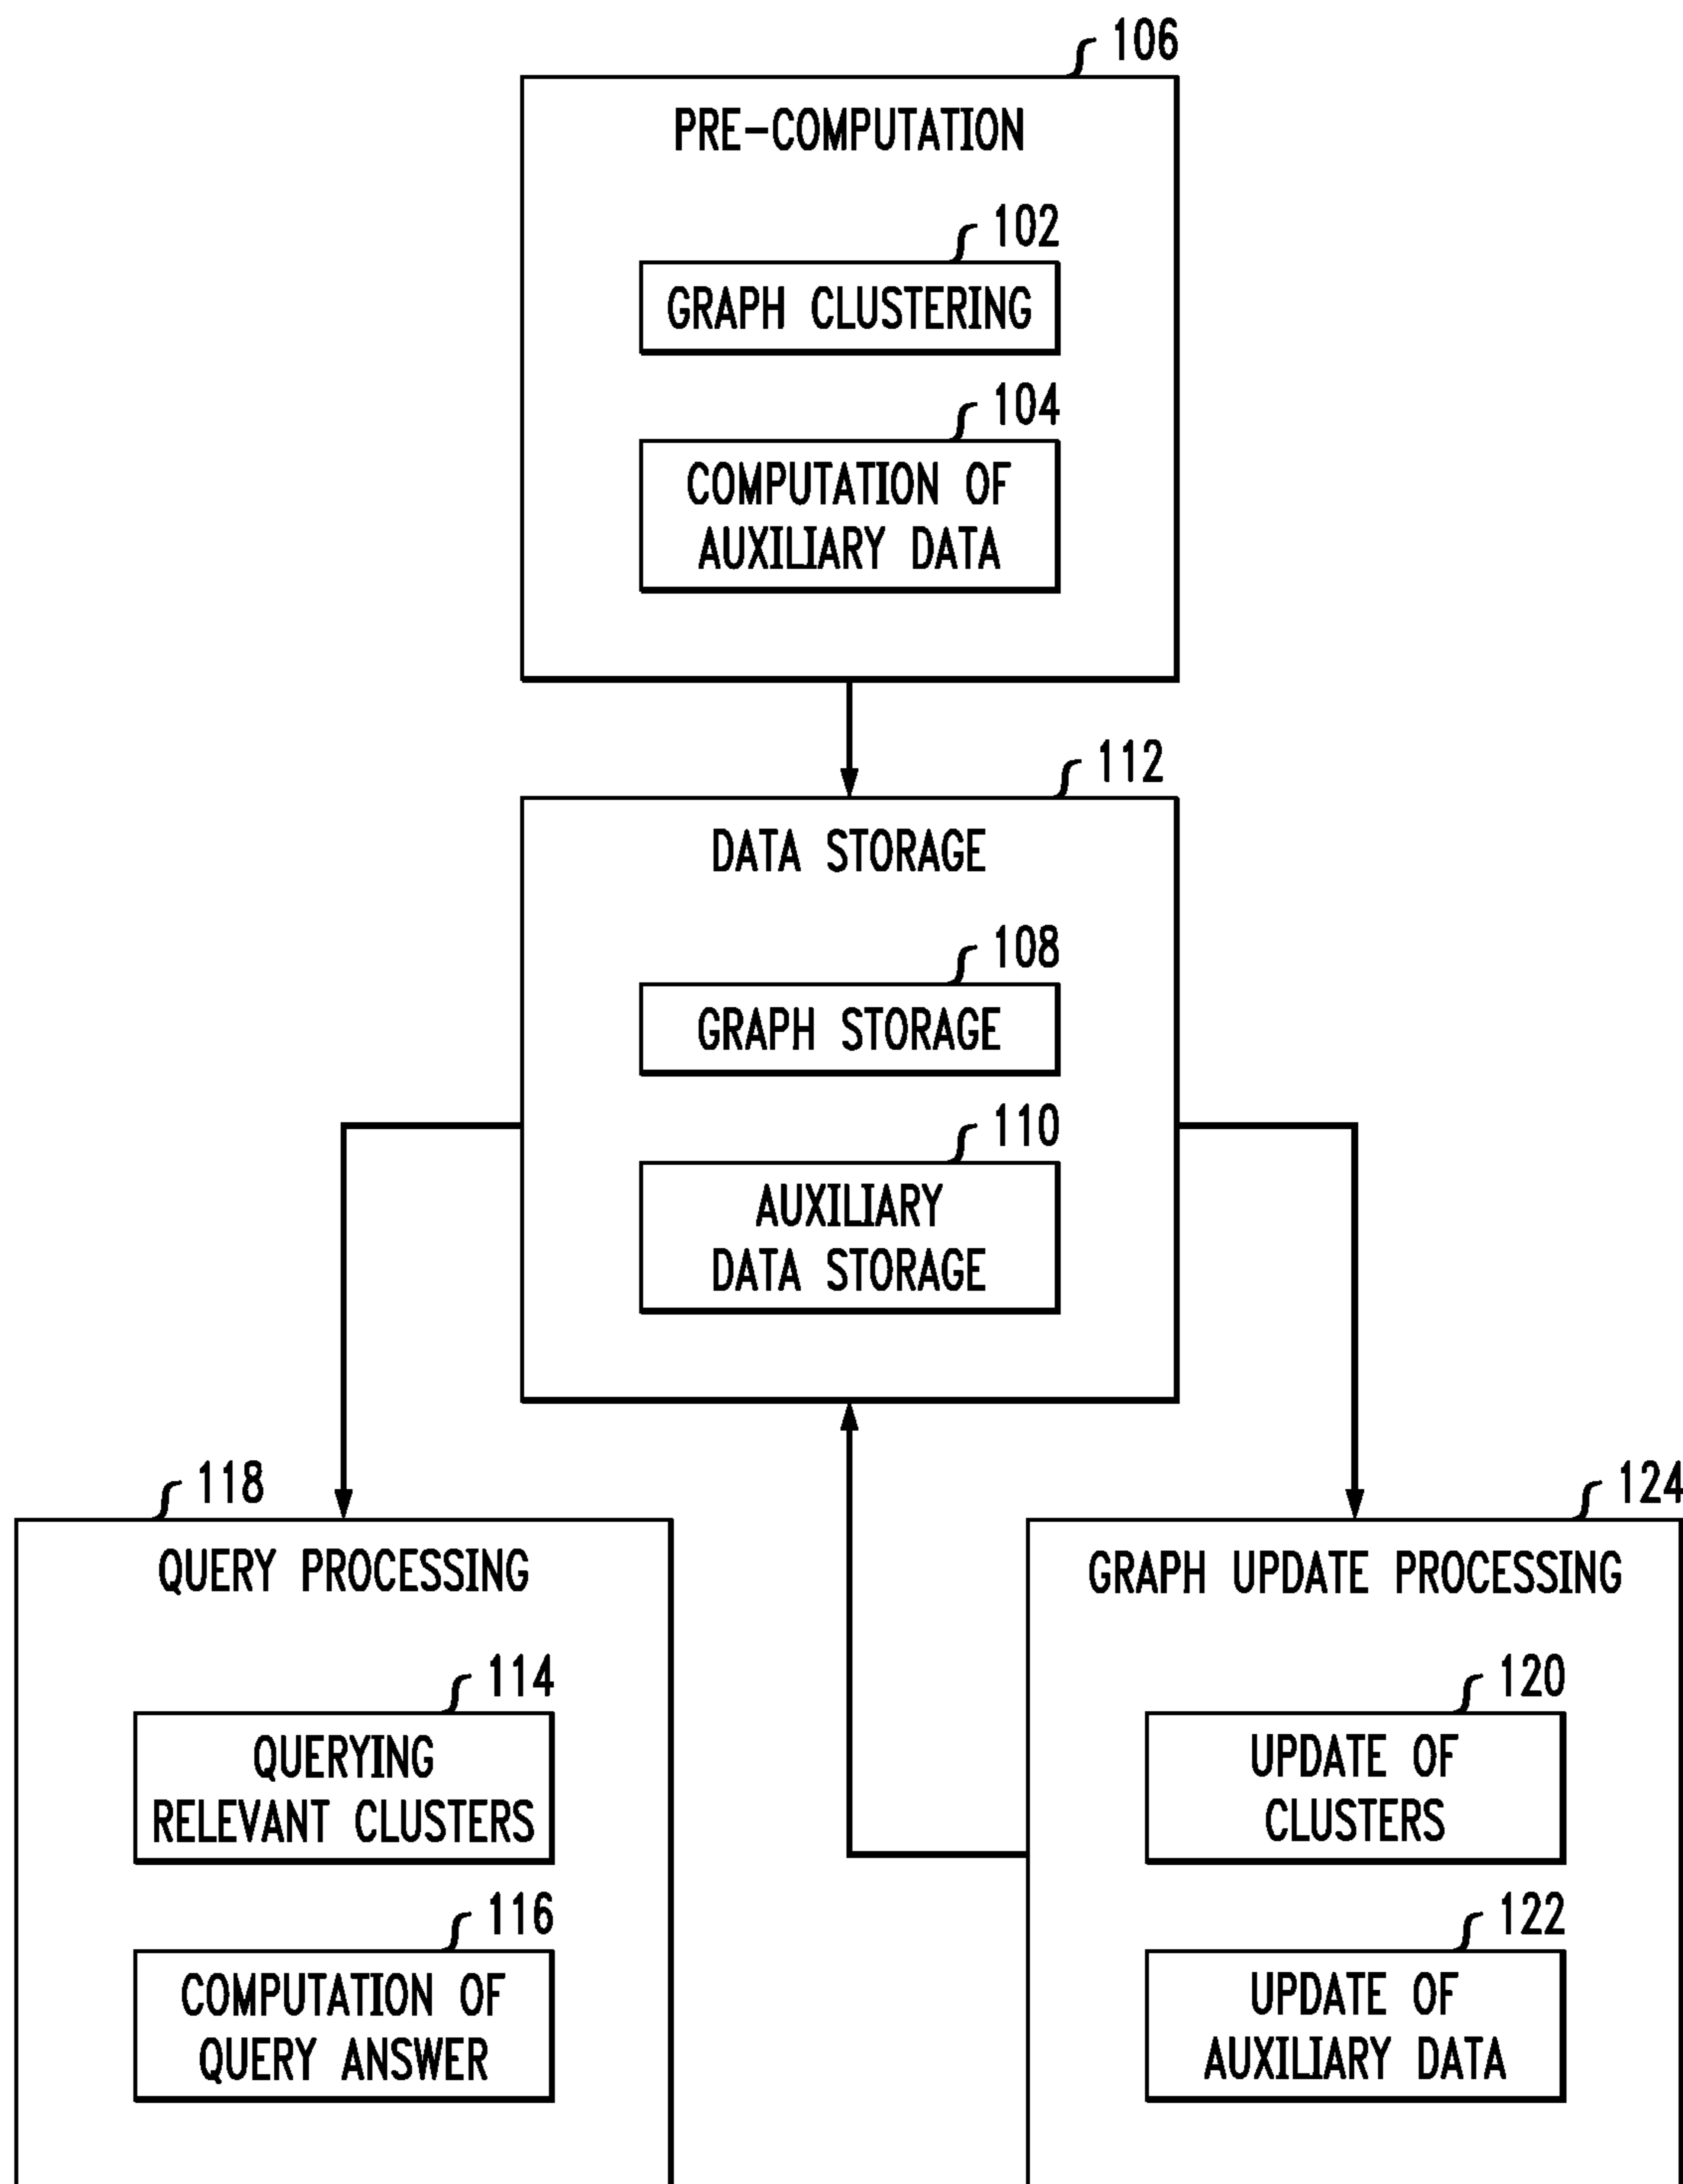 106
PRE-COMPUTATION
102
GRAPH CLUSTERING
104
COMPUTATION OF
AUXILIARY DATA
112
DATA STORAGE
108
GRAPH STORAGE
110
AUXILIARY
DATA STORAGE
118
QUERY PROCESSING
114
QUERYING
RELEVANT CLUSTERS
116
COMPUTATION OF
QUERY ANSWER
124
GRAPH UPDATE PROCESSING
120
UPDATE OF
CLUSTERS
122
UPDATE OF
AUXILIARY DATA